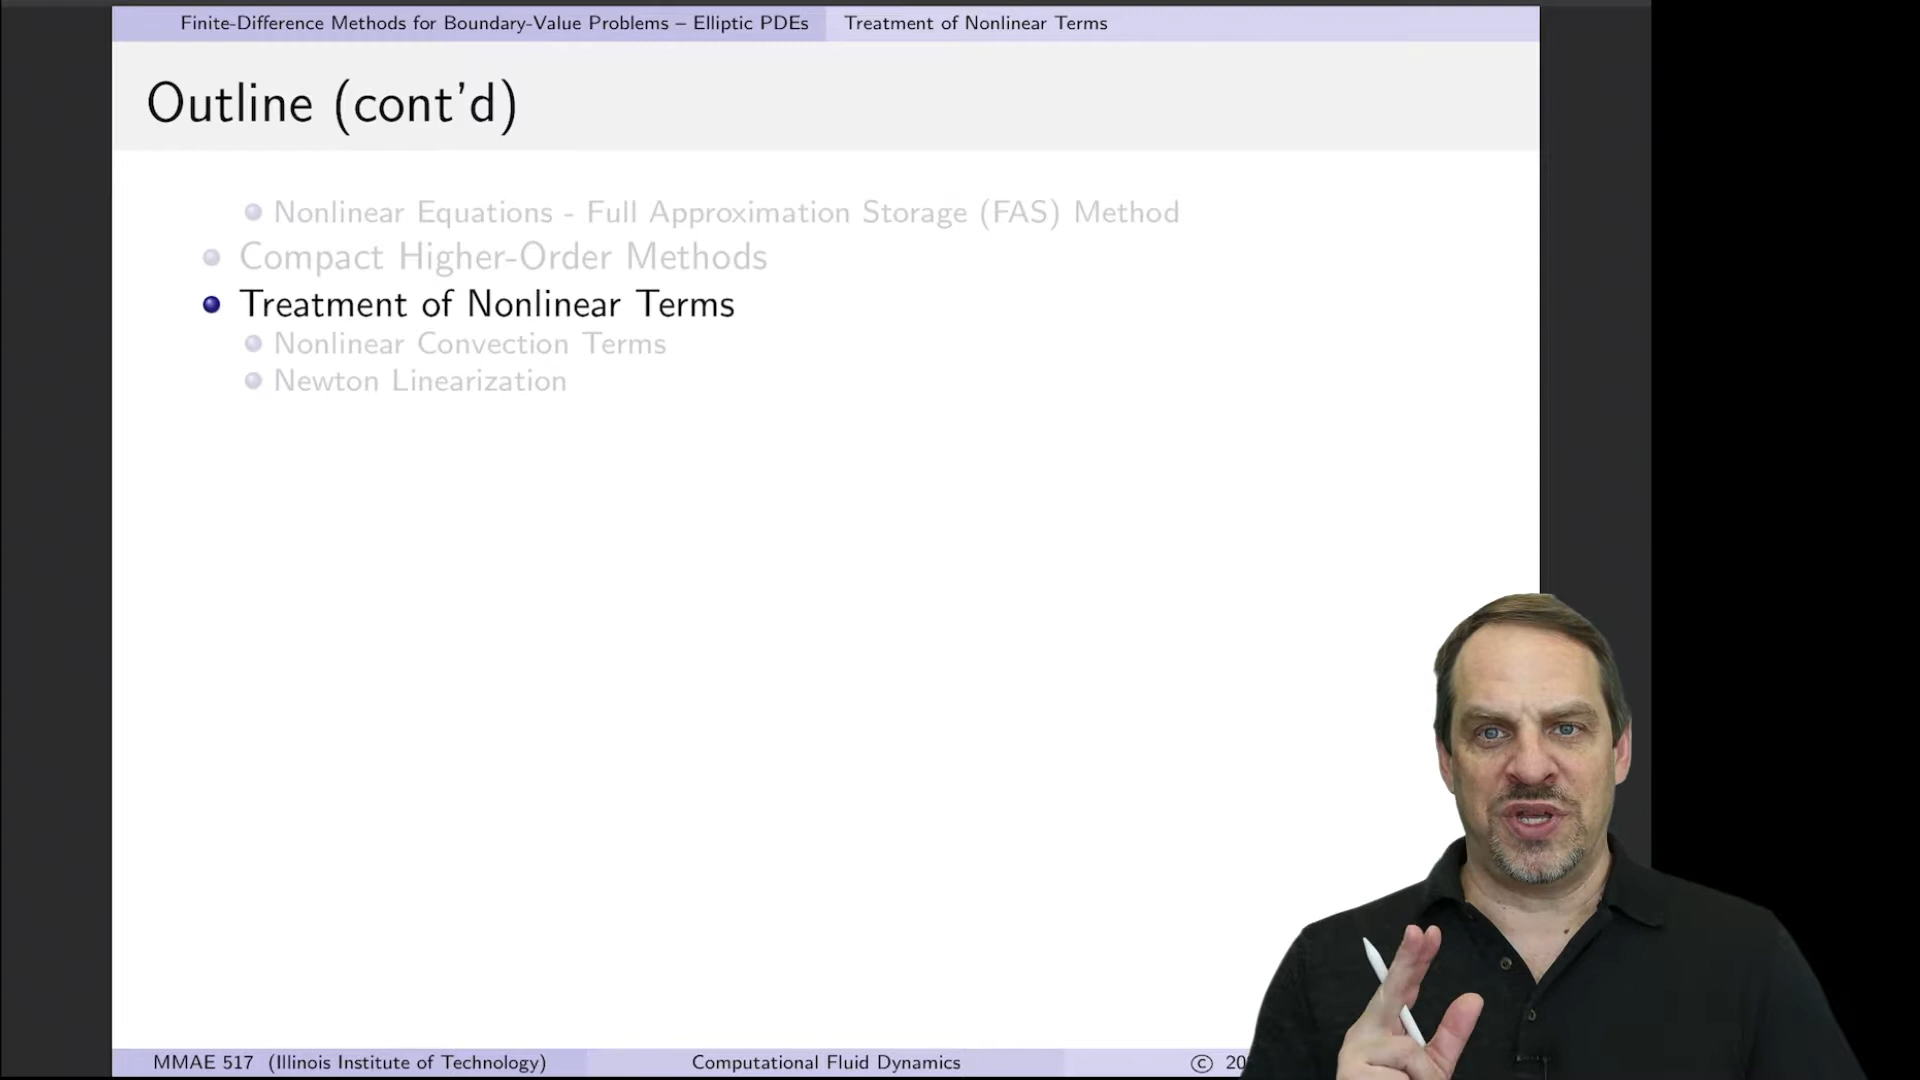 Finite-Difference Methods for Boundary-Value Problems – Elliptic PDEs Treatment of Nonlinear Terms
Outline (cont'd)
Nonlinear Equations - Full Approximation Storage (FAS) Method
Compact Higher-Order Methods
Treatment of Nonlinear Terms
Nonlinear Convection Terms
Newton Linearization
MMAE 517 (Illinois Institute of Technology) Computational Fluid Dynamics ©